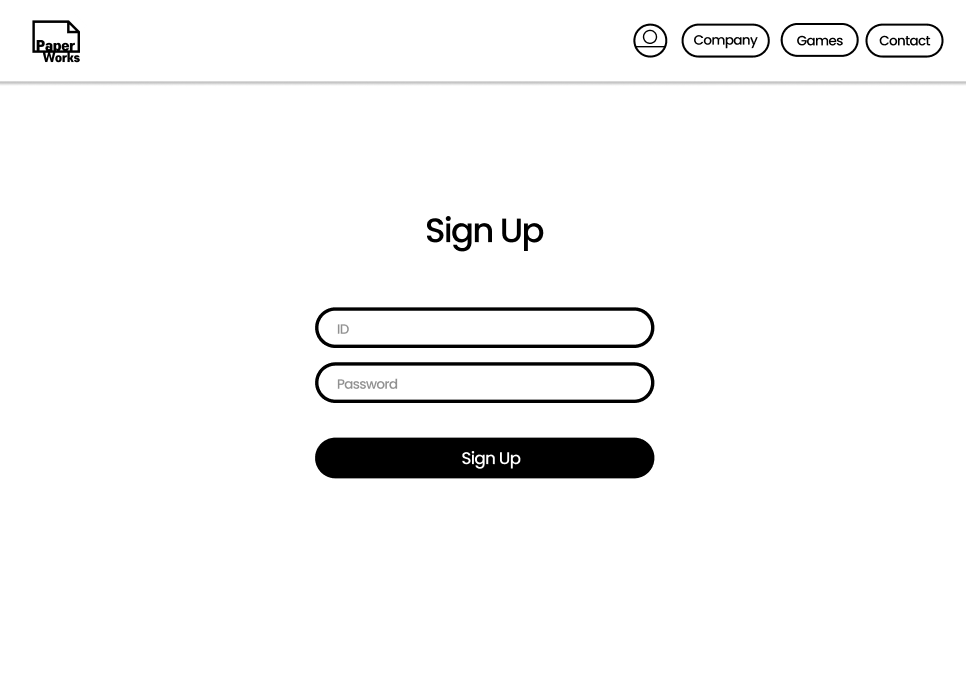 Paper
Works
Company
Games
Contact
Sign Up
ID
Password
Sign Up